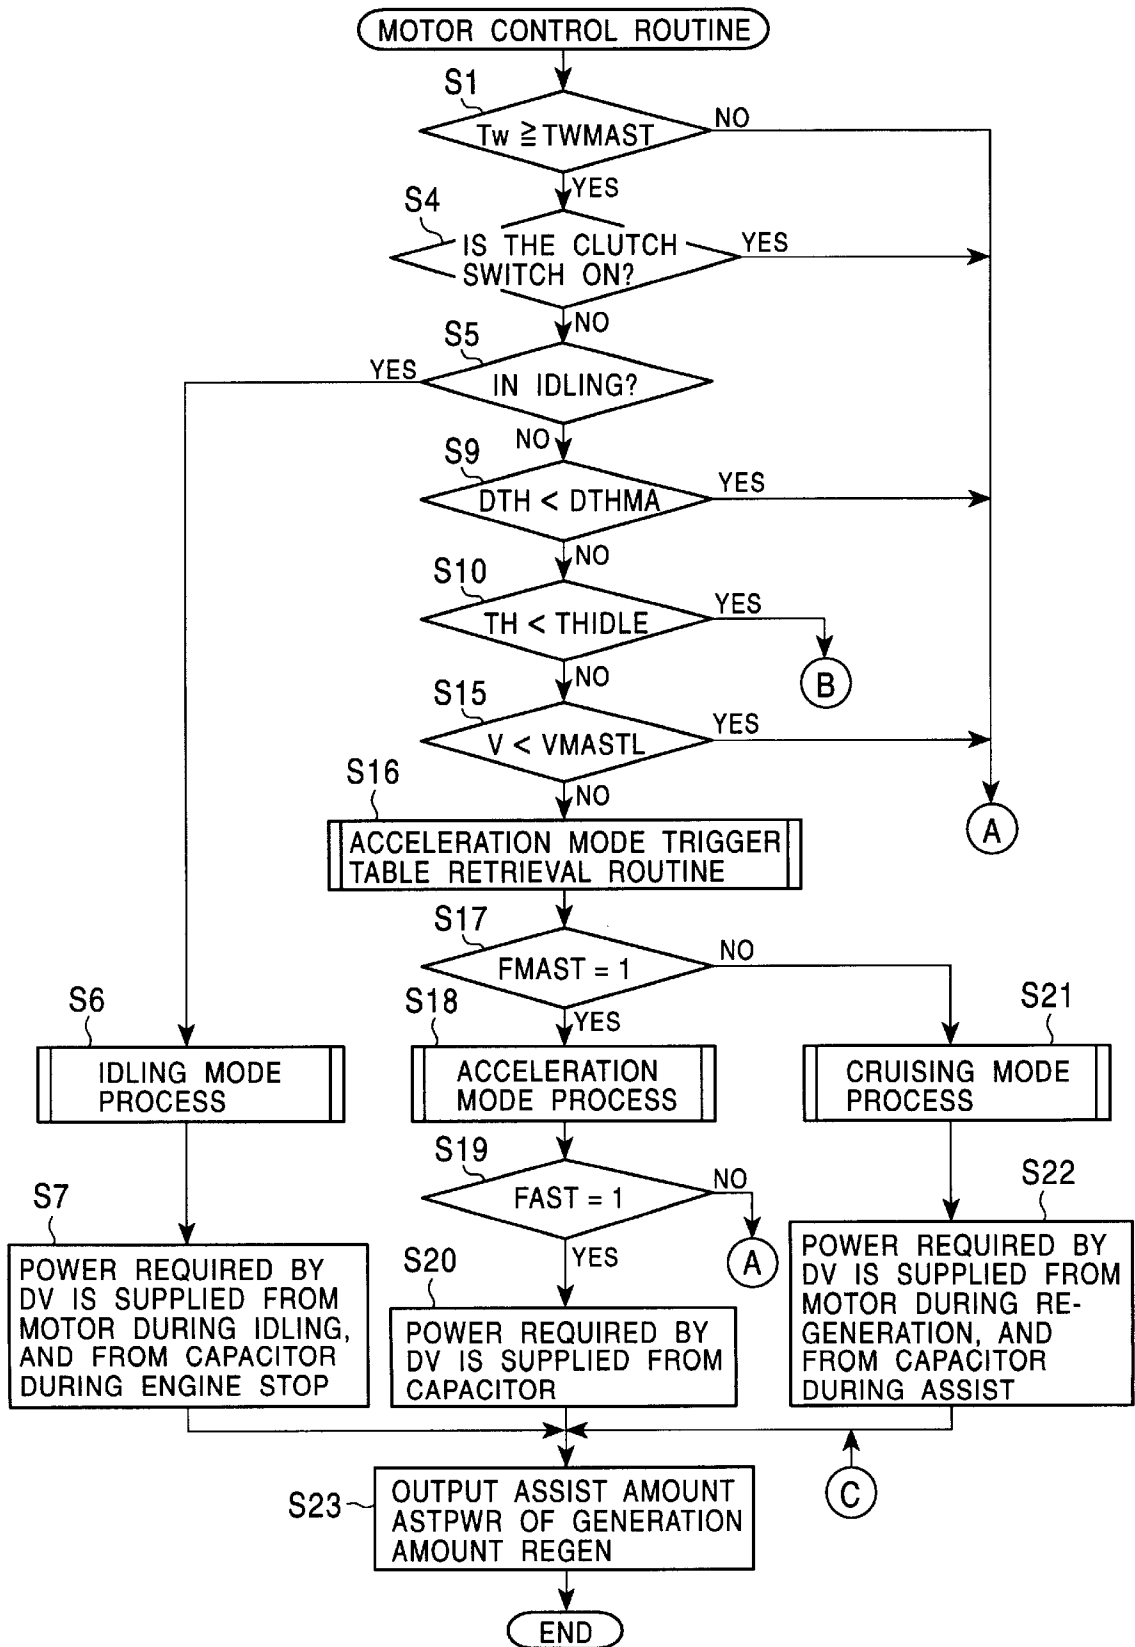 MOTOR CONTROL ROUTINE
S1
Tw ≧ TWMAST
NO
YES
S4
IS THE CLUTCH
SWITCH ON?
YES
NO
S5
IN IDLING?
YES
NO
S9
DTH < DTHMA
YES
NO
S10
TH < THIDLE
YES
B
NO
S15
V < VMASTL
YES
NO
A
S16
ACCELERATION MODE TRIGGER
TABLE RETRIEVAL ROUTINE
S17
FMAST = 1
NO
YES
S6
IDLING MODE
PROCESS
S18
ACCELERATION
MODE PROCESS
S21
CRUISING MODE
PROCESS
S19
FAST = 1
NO
A
YES
S7
POWER REQUIRED BY
DV IS SUPPLIED FROM
MOTOR DURING IDLING,
AND FROM CAPACITOR
DURING ENGINE STOP
S20
POWER REQUIRED BY
DV IS SUPPLIED FROM
CAPACITOR
S22
POWER REQUIRED BY
DV IS SUPPLIED FROM
MOTOR DURING RE-
GENERATION, AND
FROM CAPACITOR
DURING ASSIST
C
S23
OUTPUT ASSIST AMOUNT
ASTPWR OF GENERATION
AMOUNT REGEN
END